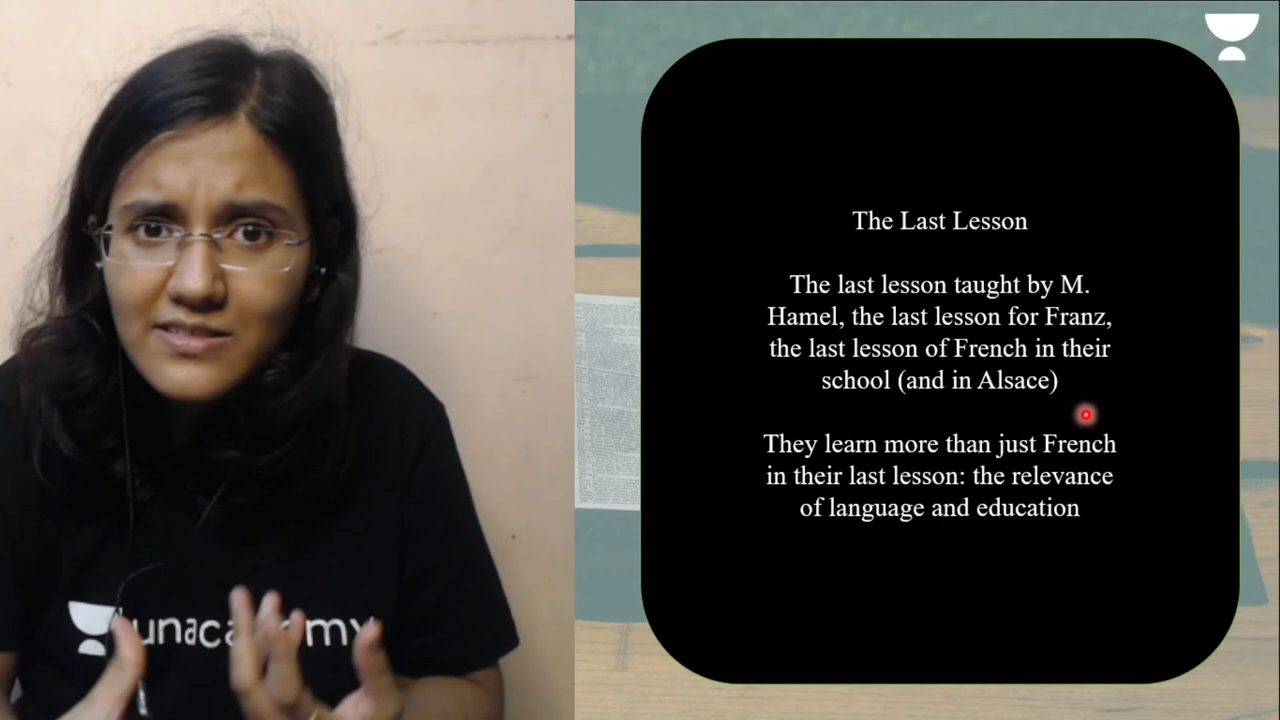 The Last Lesson
The last lesson taught by M.
Hamel, the last lesson for Franz,
the last lesson of French in their
school (and in Alsace)
They learn more than just French
in their last lesson: the relevance
of language and education
unacademy